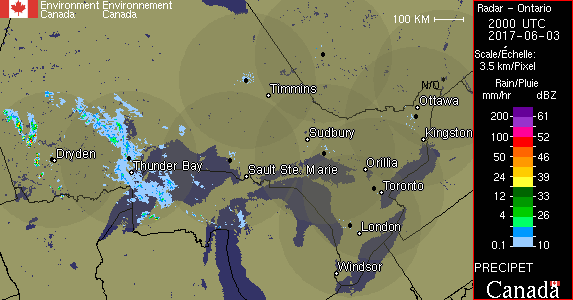 Environment Environnement
Canada Canada
100 KM
Timmins
N/O
Ottawa
Sudbury
Kingston
Dryden
Thunder Bay
Sault Ste. Marie
Orillia
Toronto
London
Windsor
Radar - Ontario
2000 UTC
2017-06-03
Scale/Échelle:
3.5 km/Pixel
Rain/Pluie
mm/hr dBZ
200 61
100 52
50 46
24 39
12 34
4 26
0.1 10
PRECIPET
Canada